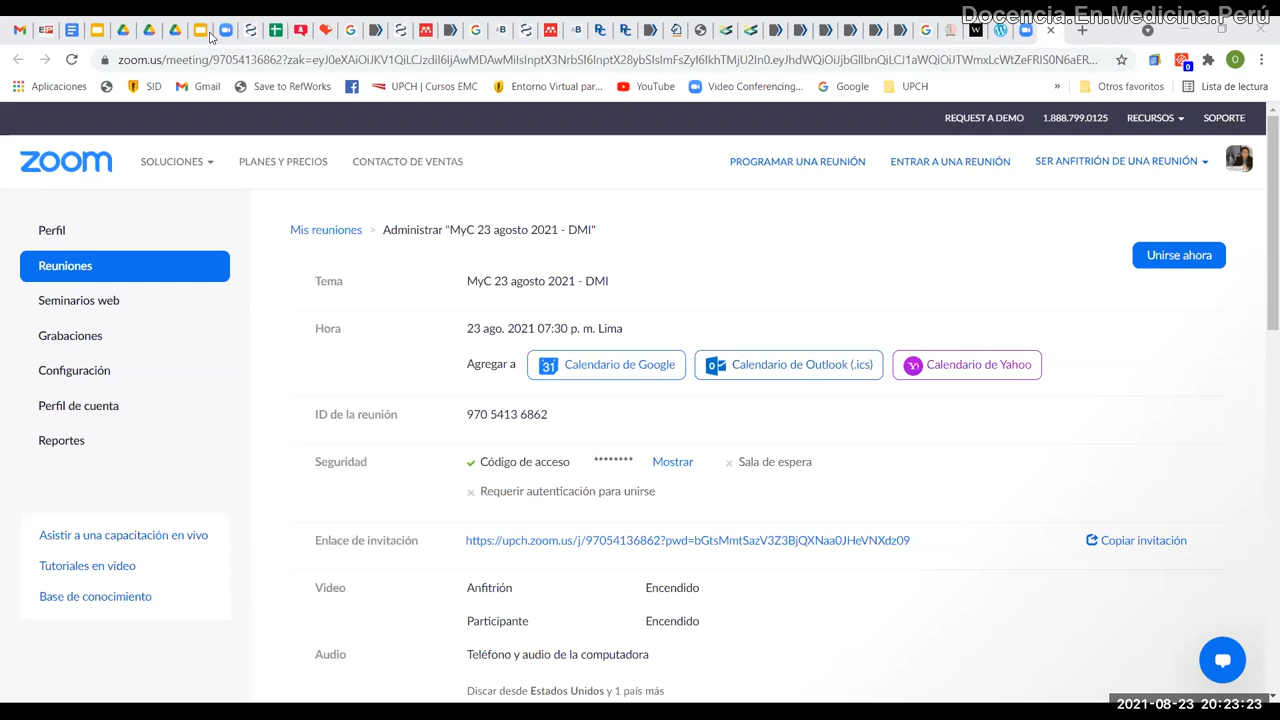 Docencia.En.Medicina.Perú
Aplicaciones SID Gmail Save to RefWorks UPCH | Cursos EMC Entorno Virtual par... YouTube Video Conferencing... Google UPCH » Otros favoritos Lista de lectura
REQUEST A DEMO 1.888.799.0125 RECURSOS SOPORTE
zoom SOLUCIONES PLANES Y PRECIOS CONTACTO DE VENTAS PROGRAMAR UNA REUNIÓN ENTRAR A UNA REUNIÓN SER ANFITRIÓN DE UNA REUNIÓN
Perfil
Reuniones
Seminarios web
Grabaciones
Configuración
Perfil de cuenta
Reportes
Asistir a una capacitación en vivo
Tutoriales en video
Base de conocimiento
Mis reuniones > Administrar "MyC 23 agosto 2021 - DMI"
Unirse ahora
Tema MyC 23 agosto 2021 - DMI
Hora 23 ago. 2021 07:30 p. m. Lima
Agregar a Calendario de Google Calendario de Outlook (.ics) Calendario de Yahoo
ID de la reunión 970 5413 6862
Seguridad Código de acceso ******** Mostrar Sala de espera
Requerir autenticación para unirse
Enlace de invitación https://upch.zoom.us/j/97054136862?pwd=bGtsMmtSazV3Z3BjQXNaa0JHeVNXdz09 Copiar invitación
Video Anfitrión Encendido
Participante Encendido
Audio Teléfono y audio de la computadora
Discar desde Estados Unidos y 1 país más
2021-08-23 20:23:23